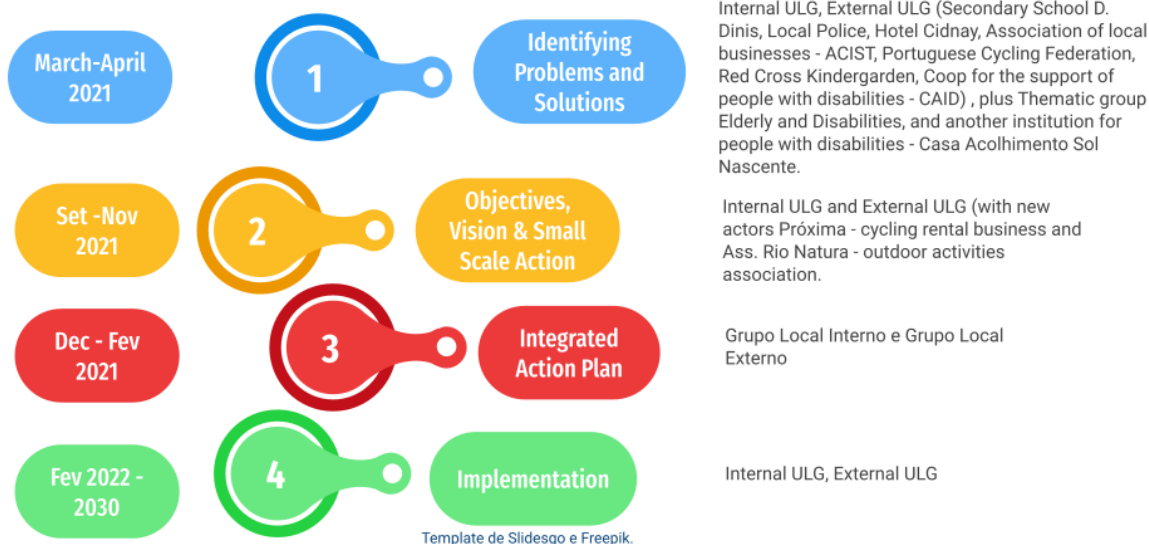 March-April
2021
1
Identifying
Problems and
Solutions
Internal ULG, External ULG (Secondary School D.
Dinis, Local Police, Hotel Cidnay, Association of local
businesses - ACIST, Portuguese Cycling Federation,
Red Cross Kindergarden, Coop for the support of
people with disabilities - CAID) , plus Thematic group
Elderly and Disabilities, and another institution for
people with disabilities - Casa Acolhimento Sol
Nascente.
Set -Nov
2021
2
Objectives,
Vision & Small
Scale Action
Internal ULG and External ULG (with new
actors Próxima - cycling rental business and
Ass. Rio Natura - outdoor activities
association.
Dec - Fev
2021
3
Integrated
Action Plan
Grupo Local Interno e Grupo Local
Externo
Fev 2022 -
2030
4
Implementation
Internal ULG, External ULG
Template de Slidesgo e Freepik.